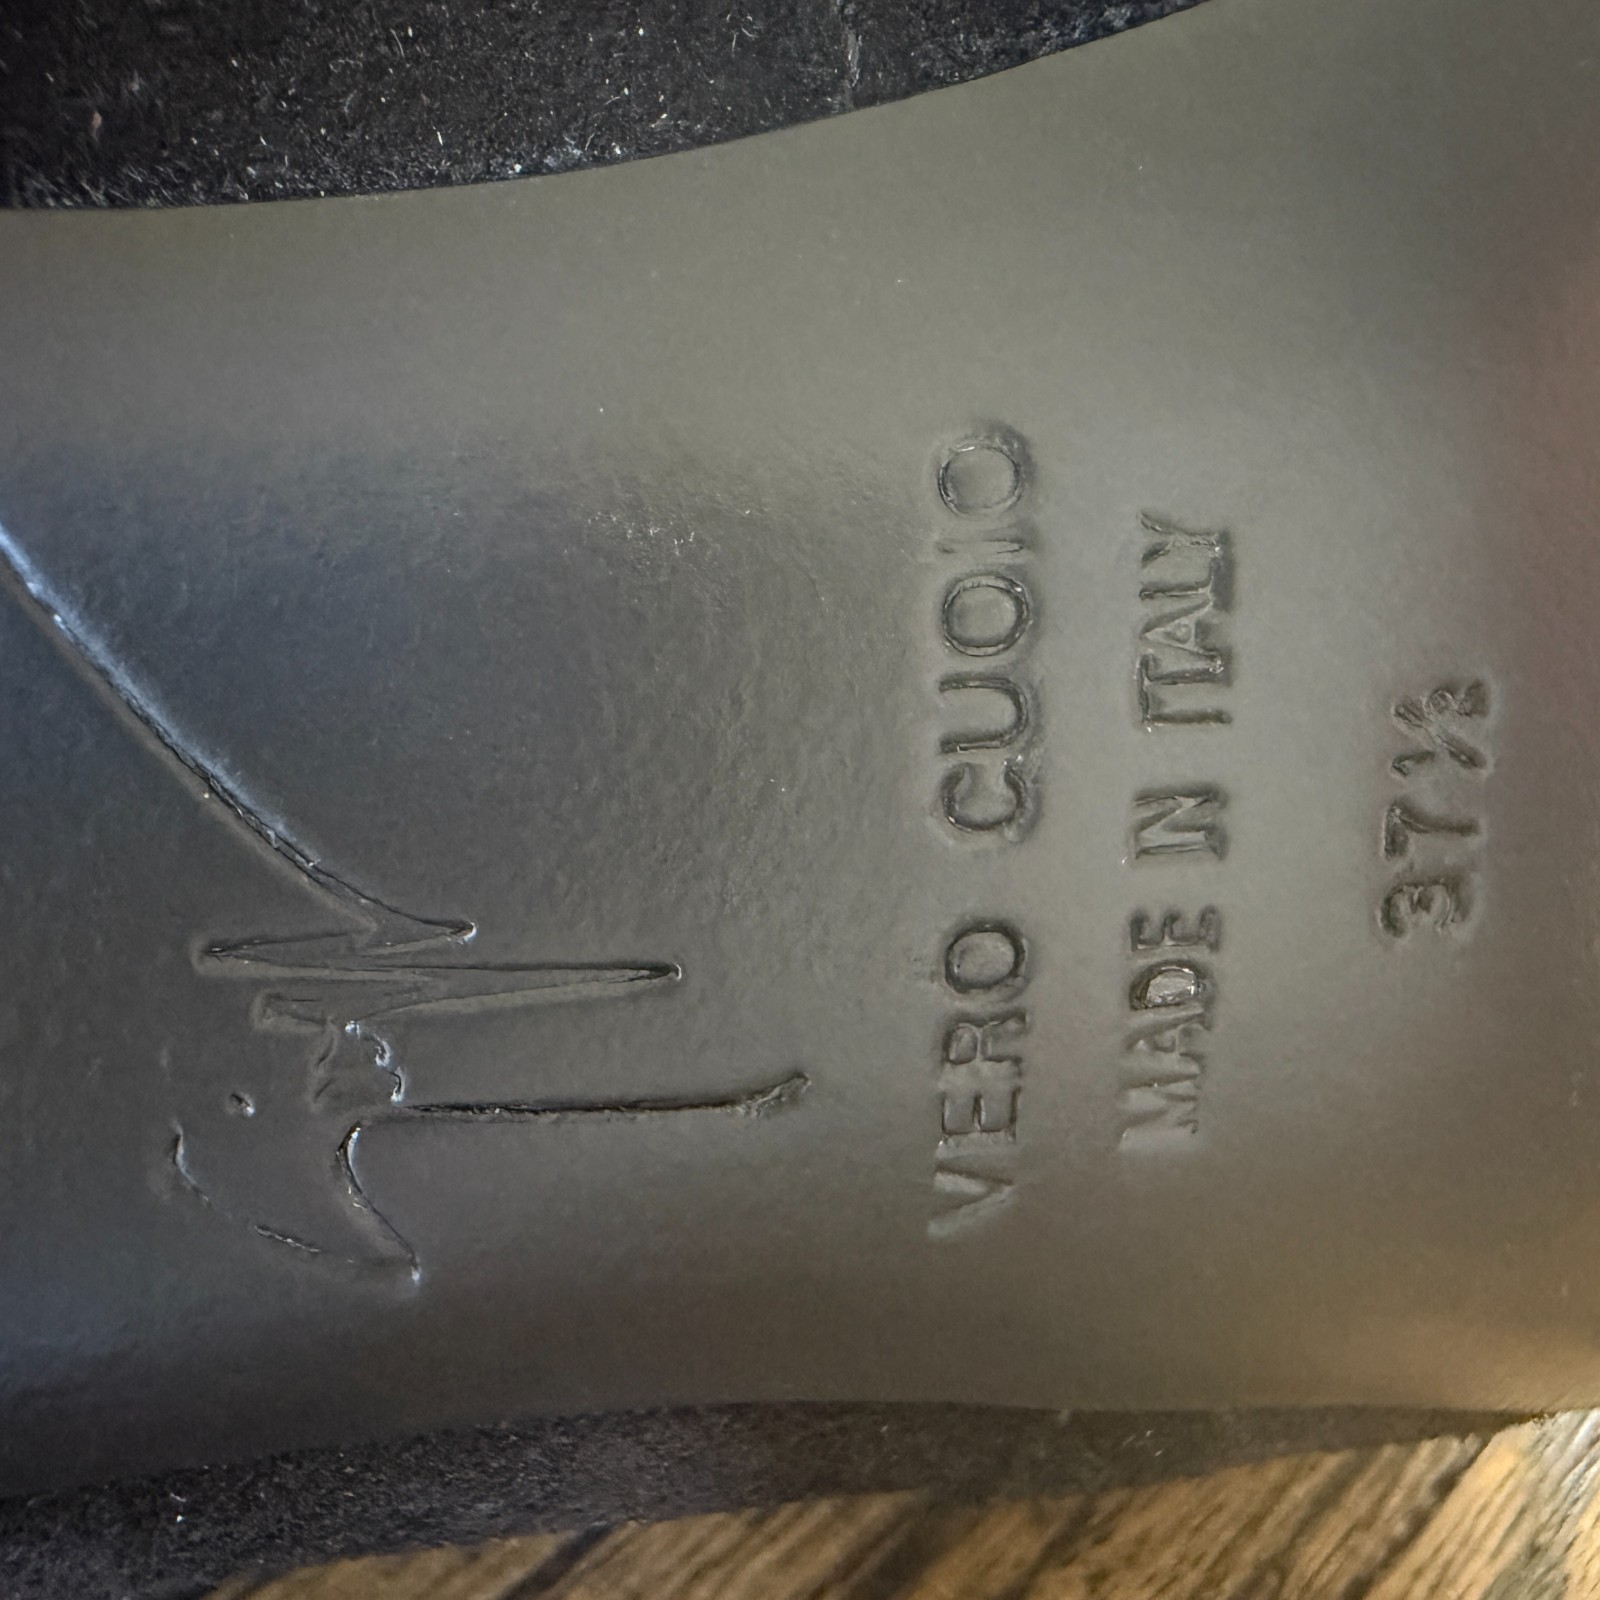 VERO CUOIO
MADE IN ITALY
37½